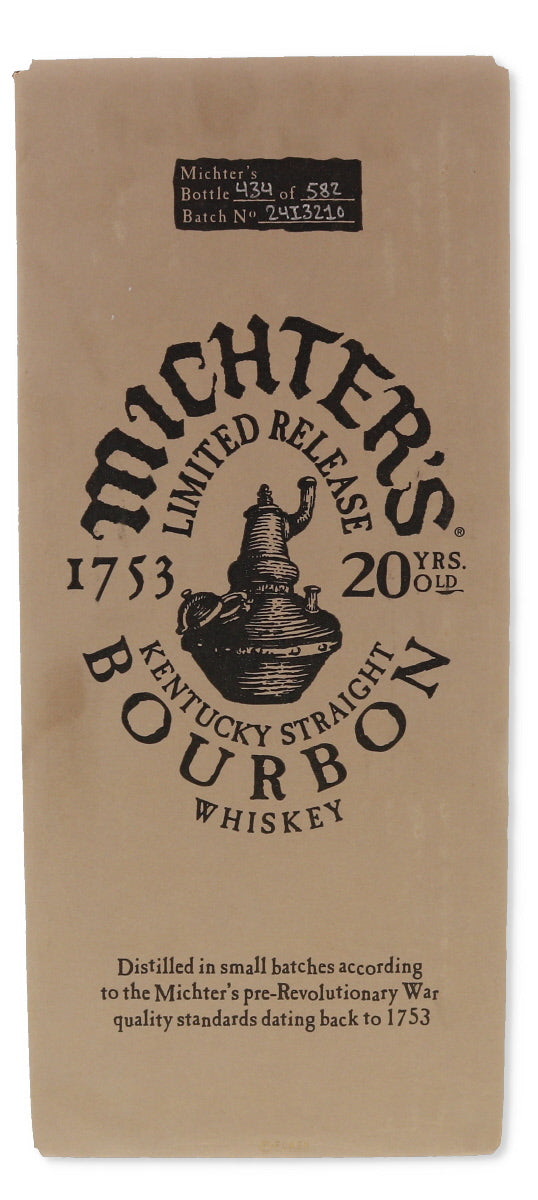 Michter's
Bottle 434 of 582
Batch No 24I3210
MICHTER'S®
LIMITED RELEASE
1753
20 YRS. OLD
KENTUCKY STRAIGHT
BOURBON
WHISKEY
Distilled in small batches according
to the Michter's pre-Revolutionary War
quality standards dating back to 1753